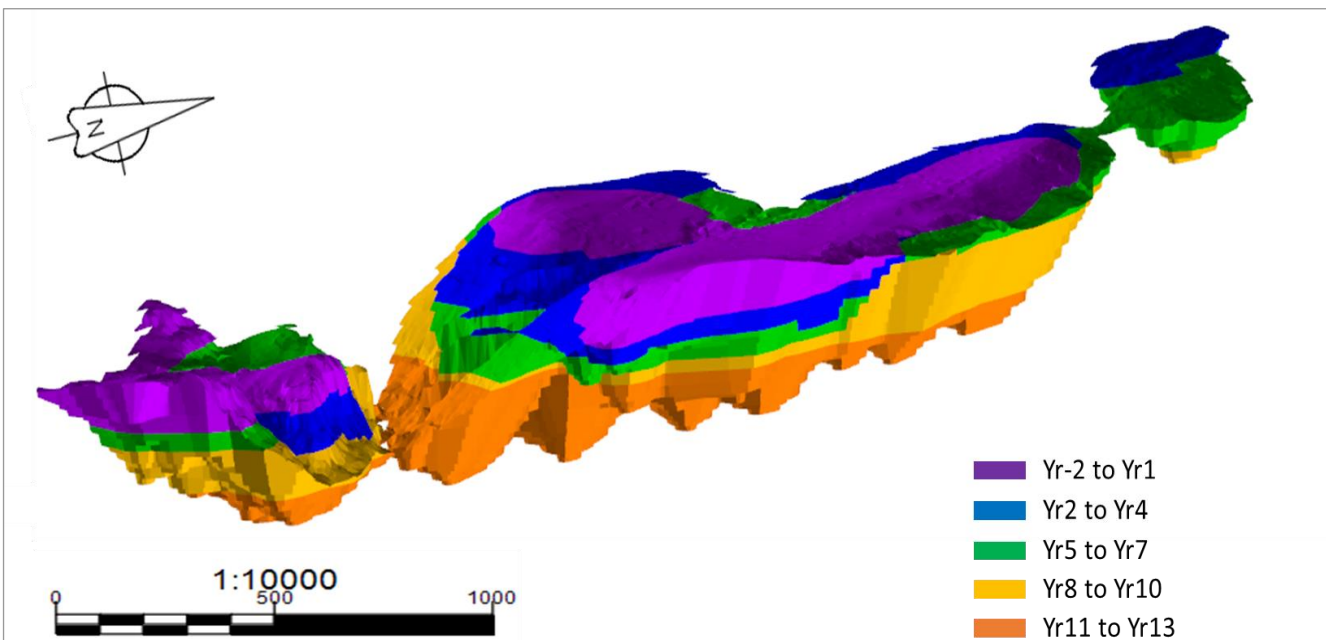 Z
Yr-2 to Yr1
Yr2 to Yr4
Yr5 to Yr7
Yr8 to Yr10
Yr11 to Yr13
1:10000
0 500 1000